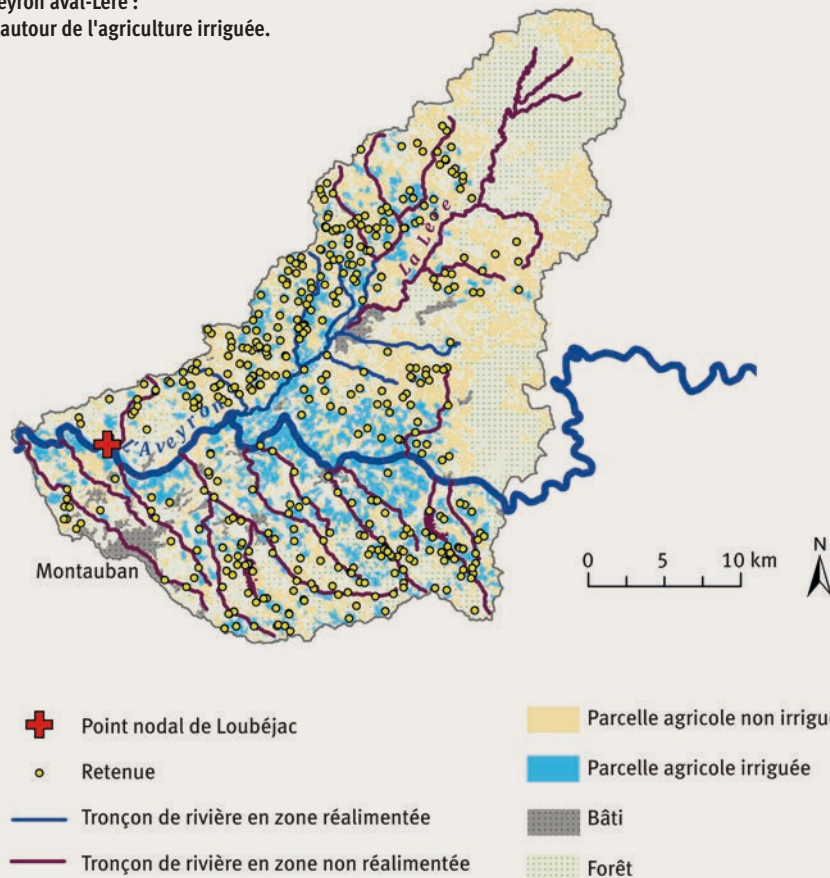 eyron aval-Lère :
autour de l'agriculture irriguée.
La Lère
L'Aveyron
Montauban
0 5 10 km
N
Point nodal de Loubéjac
Retenue
Tronçon de rivière en zone réalimentée
Tronçon de rivière en zone non réalimentée
Parcelle agricole non irrigu
Parcelle agricole irriguée
Bâti
Forêt